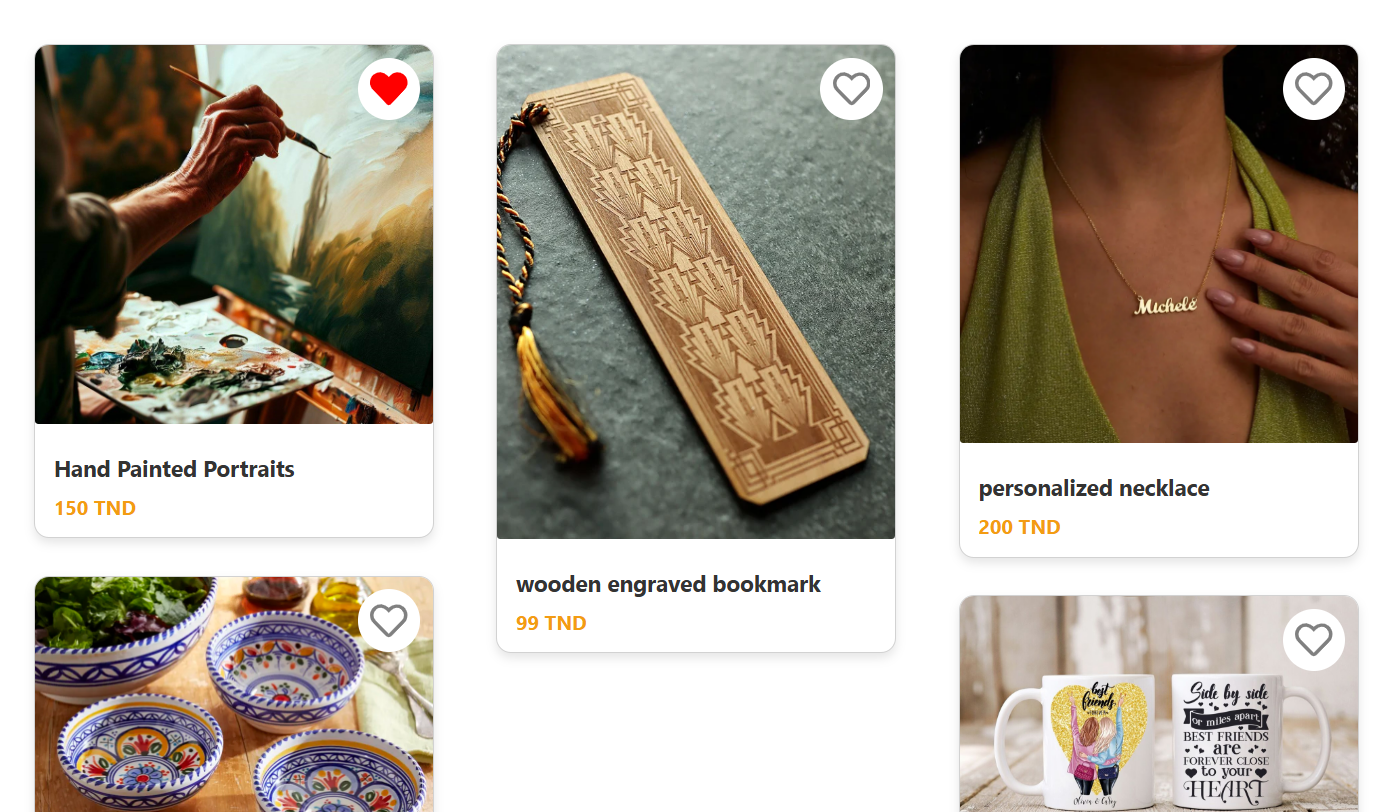 Hand Painted Portraits
150 TND
wooden engraved bookmark
99 TND
Michele
personalized necklace
200 TND
best
friends
Side by side
or miles apart,
BEST FRIENDS
are
FOREVER CLOSE
to your
HEART